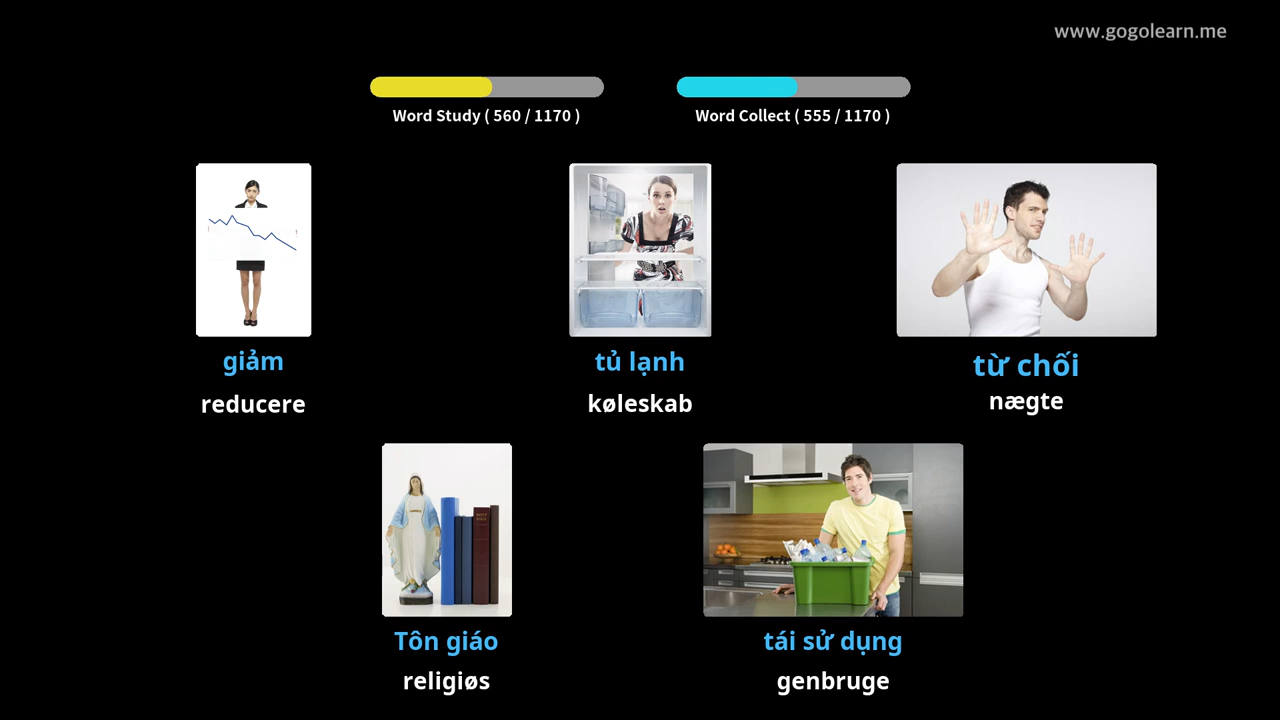 www.gogolearn.me
Word Study ( 560 / 1170 )
Word Collect ( 555 / 1170 )
giảm
reducere
tủ lạnh
køleskab
từ chối
nægte
Tôn giáo
religiøs
tái sử dụng
genbruge